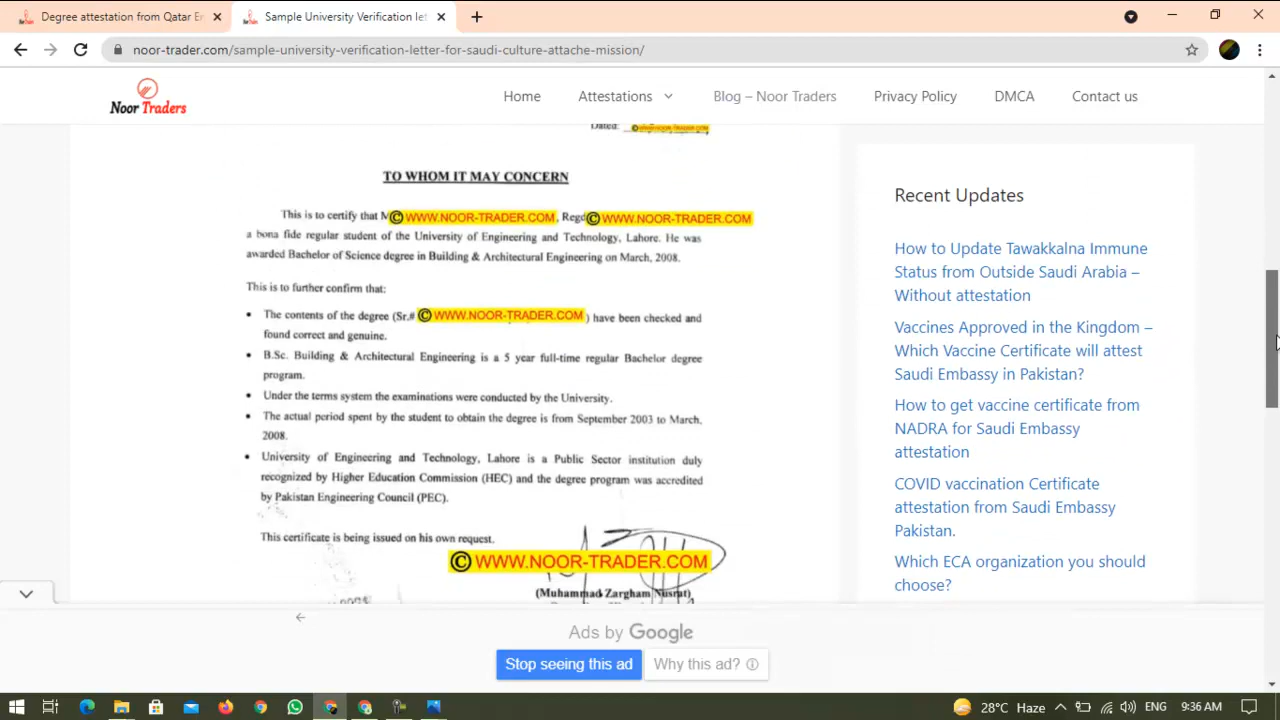 Degree attestation from Qatar E
Sample University Verification let
noor-trader.com/sample-university-verification-letter-for-saudi-culture-attache-mission/
Noor Traders
Home
Attestations
Blog – Noor Traders
Privacy Policy
DMCA
Contact us
Dated:
TO WHOM IT MAY CONCERN
This is to certify that M © WWW.NOOR-TRADER.COM, Regd © WWW.NOOR-TRADER.COM
a bona fide regular student of the University of Engineering and Technology, Lahore. He was
awarded Bachelor of Science degree in Building & Architectural Engineering on March, 2008.
This is to further confirm that:
• The contents of the degree (Sr.# © WWW.NOOR-TRADER.COM ) have been checked and
found correct and genuine.
• B.Sc. Building & Architectural Engineering is a 5 year full-time regular Bachelor degree
program.
• Under the terms system the examinations were conducted by the University.
• The actual period spent by the student to obtain the degree is from September 2003 to March,
2008.
• University of Engineering and Technology, Lahore is a Public Sector institution duly
recognized by Higher Education Commission (HEC) and the degree program was accredited
by Pakistan Engineering Council (PEC).
This certificate is being issued on his own request.
© WWW.NOOR-TRADER.COM
(Muhammad Zargham Nusrat)
Recent Updates
How to Update Tawakkalna Immune
Status from Outside Saudi Arabia –
Without attestation
Vaccines Approved in the Kingdom –
Which Vaccine Certificate will attest
Saudi Embassy in Pakistan?
How to get vaccine certificate from
NADRA for Saudi Embassy
attestation
COVID vaccination Certificate
attestation from Saudi Embassy
Pakistan.
Which ECA organization you should
choose?
Ads by Google
Stop seeing this ad
Why this ad?
28°C Haze
ENG
9:36 AM